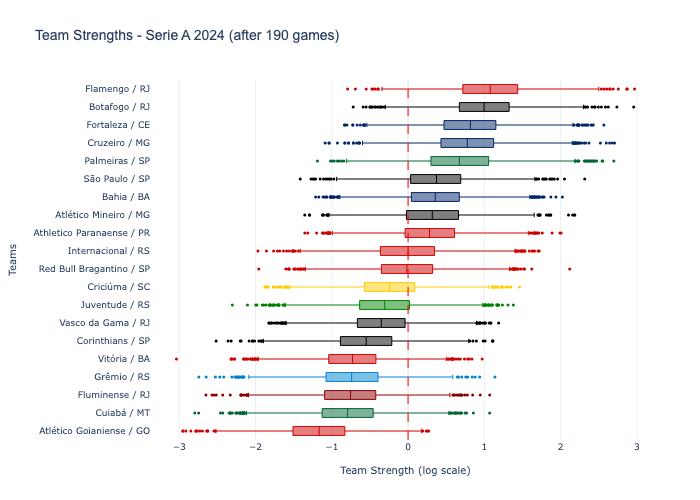 Team Strengths - Serie A 2024 (after 190 games)
Flamengo / RJ
Botafogo / RJ
Fortaleza / CE
Cruzeiro / MG
Palmeiras / SP
São Paulo / SP
Bahia / BA
Atlético Mineiro / MG
Athletico Paranaense / PR
Internacional / RS
Red Bull Bragantino / SP
Criciúma / SC
Juventude / RS
Vasco da Gama / RJ
Corinthians / SP
Vitória / BA
Grêmio / RS
Fluminense / RJ
Cuiabá / MT
Atlético Goianiense / GO
Teams
−3 −2 −1 0 1 2 3
Team Strength (log scale)